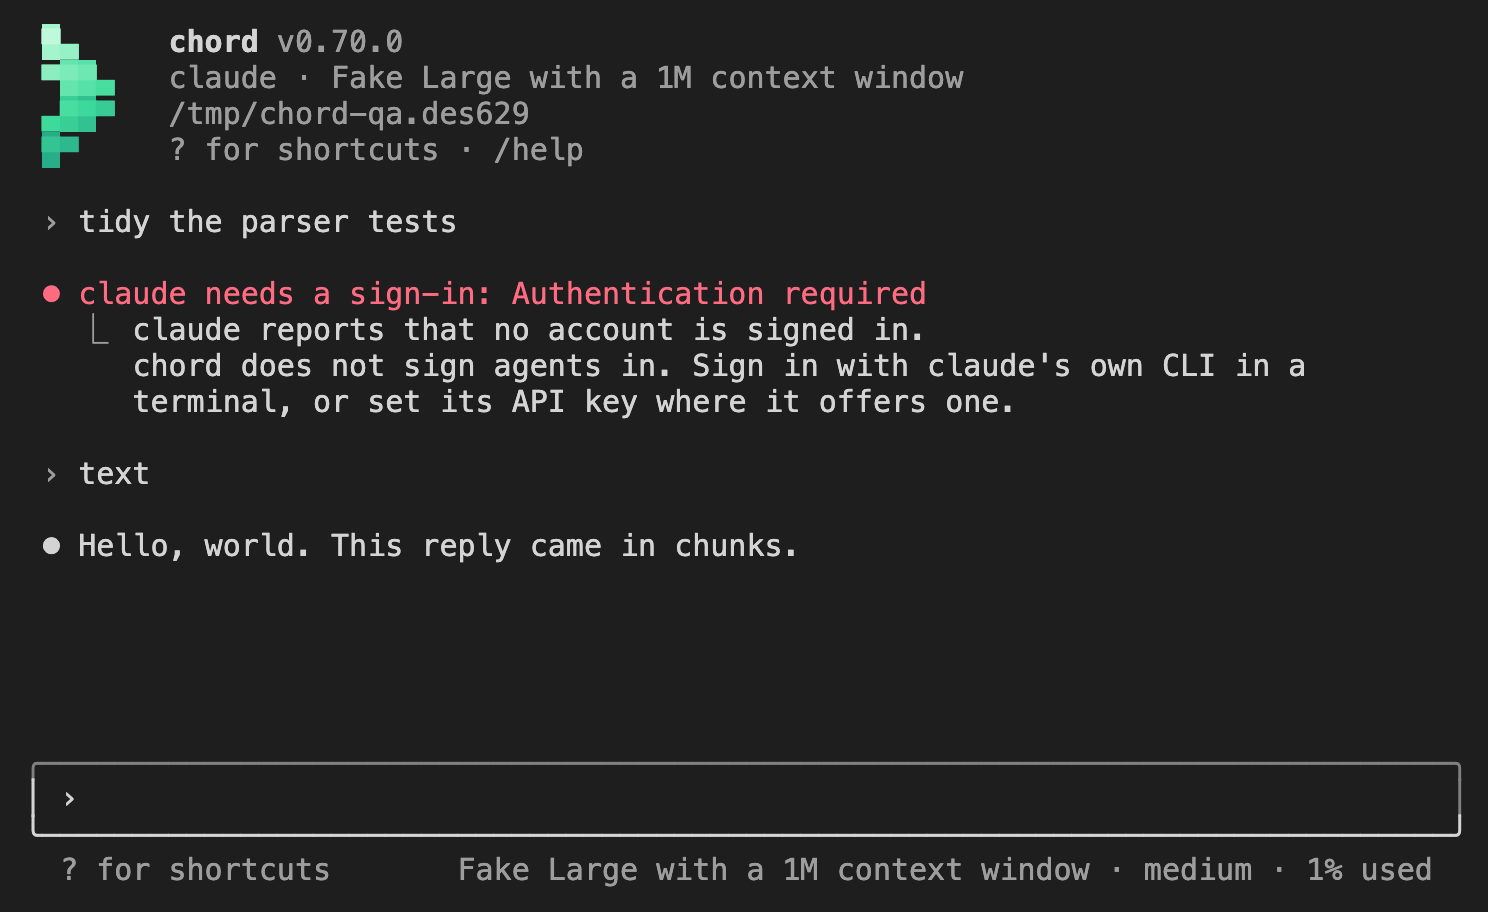 chord v0.70.0
claude · Fake Large with a 1M context window
/tmp/chord-qa.des629
? for shortcuts · /help
› tidy the parser tests
● claude needs a sign-in: Authentication required
⎿ claude reports that no account is signed in.
chord does not sign agents in. Sign in with claude's own CLI in a
terminal, or set its API key where it offers one.
› text
● Hello, world. This reply came in chunks.
›
? for shortcuts Fake Large with a 1M context window · medium · 1% used